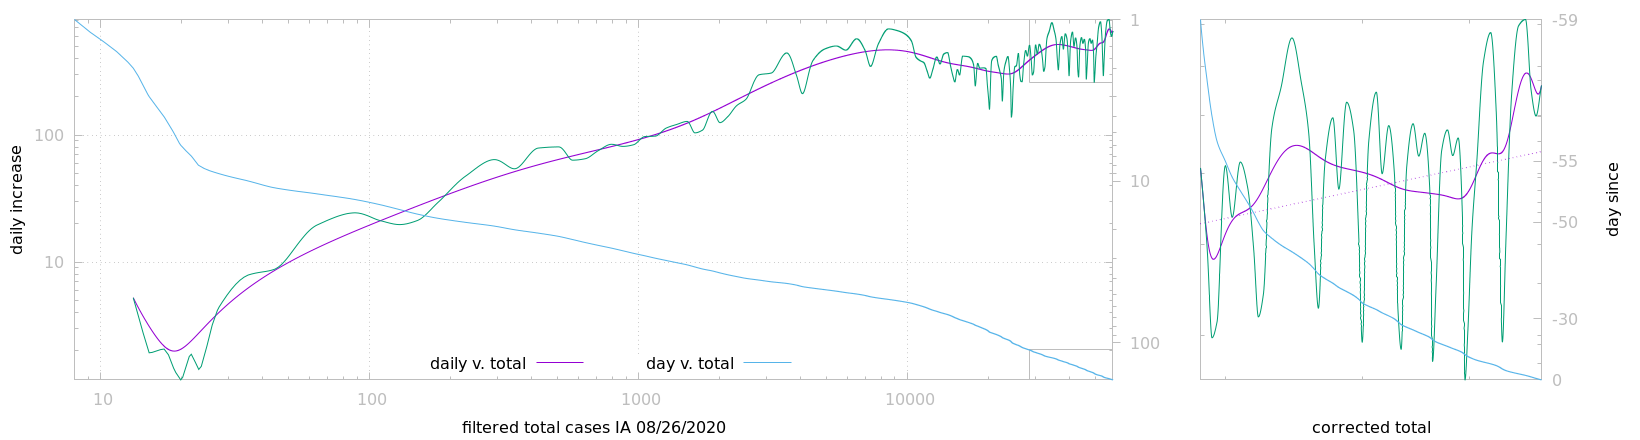 1
-59
100
10
10
-55
-50
daily increase
day since
-30
100
0
daily v. total
day v. total
10
100
1000
10000
filtered total cases IA 08/26/2020
corrected total